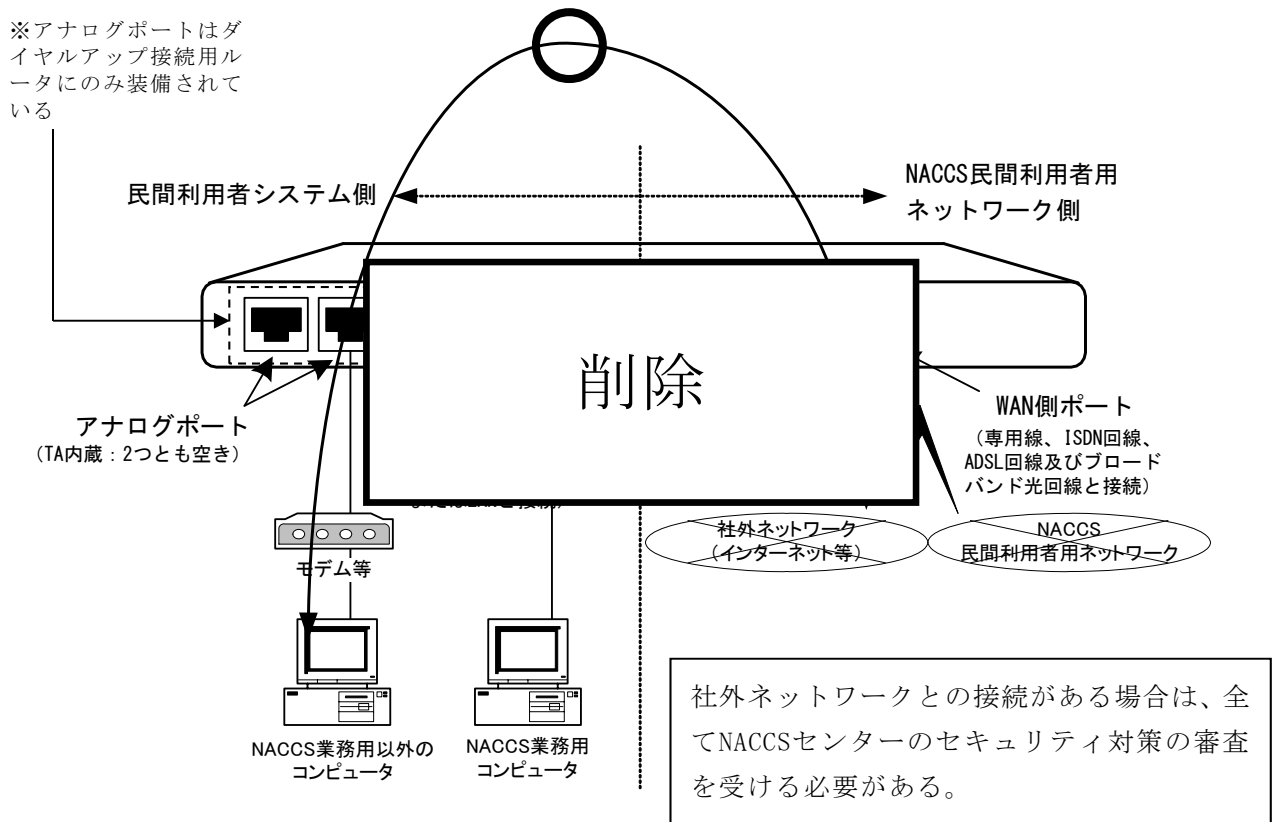 ※アナログポートはダ
イヤルアップ接続用ル
ータにのみ装備されて
いる
民間利用者システム側
NACCS民間利用者用
ネットワーク側
削除
アナログポート
(TA内蔵：2つとも空き)
WAN側ポート
(専用線、ISDN回線、
ADSL回線及びブロード
バンド光回線と接続)
社外ネットワーク
(インターネット等)
NACCS
民間利用者用ネットワーク
モデム等
NACCS業務用以外の
コンピュータ
NACCS業務用
コンピュータ
社外ネットワークとの接続がある場合は、全
てNACCSセンターのセキュリティ対策の審査
を受ける必要がある。